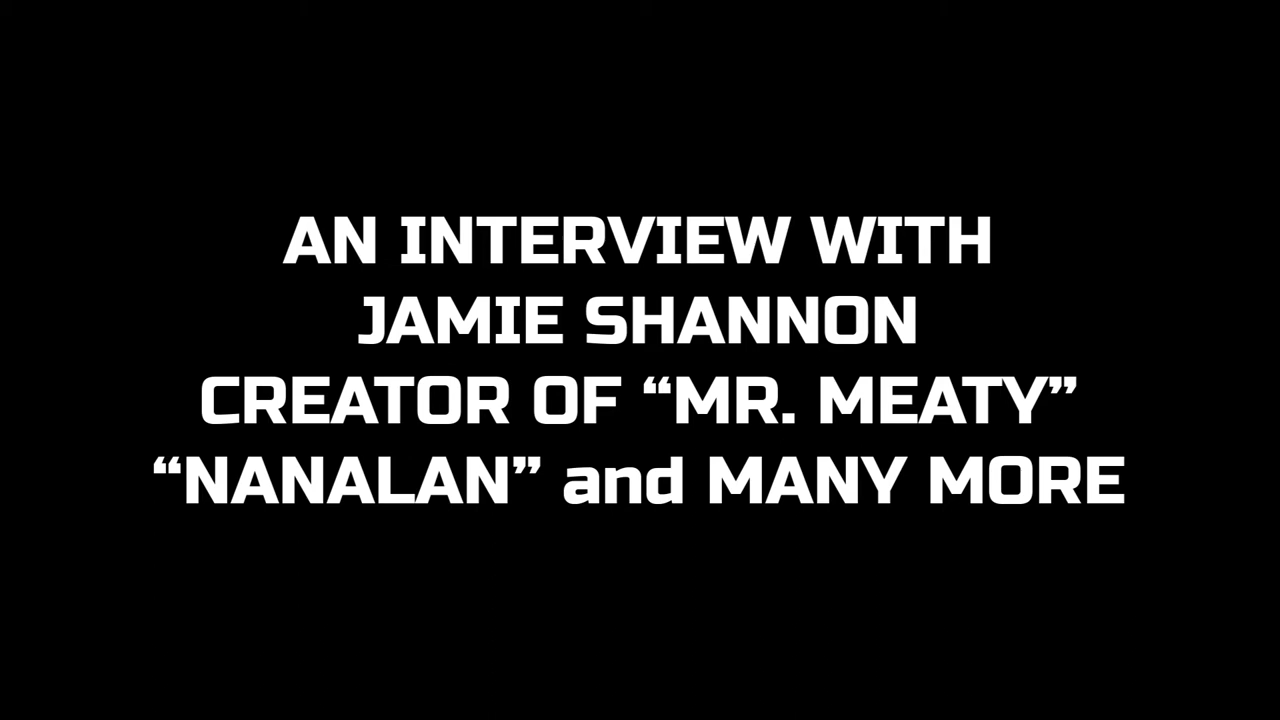 AN INTERVIEW WITH
JAMIE SHANNON
CREATOR OF “MR. MEATY”
“NANALAN” and MANY MORE